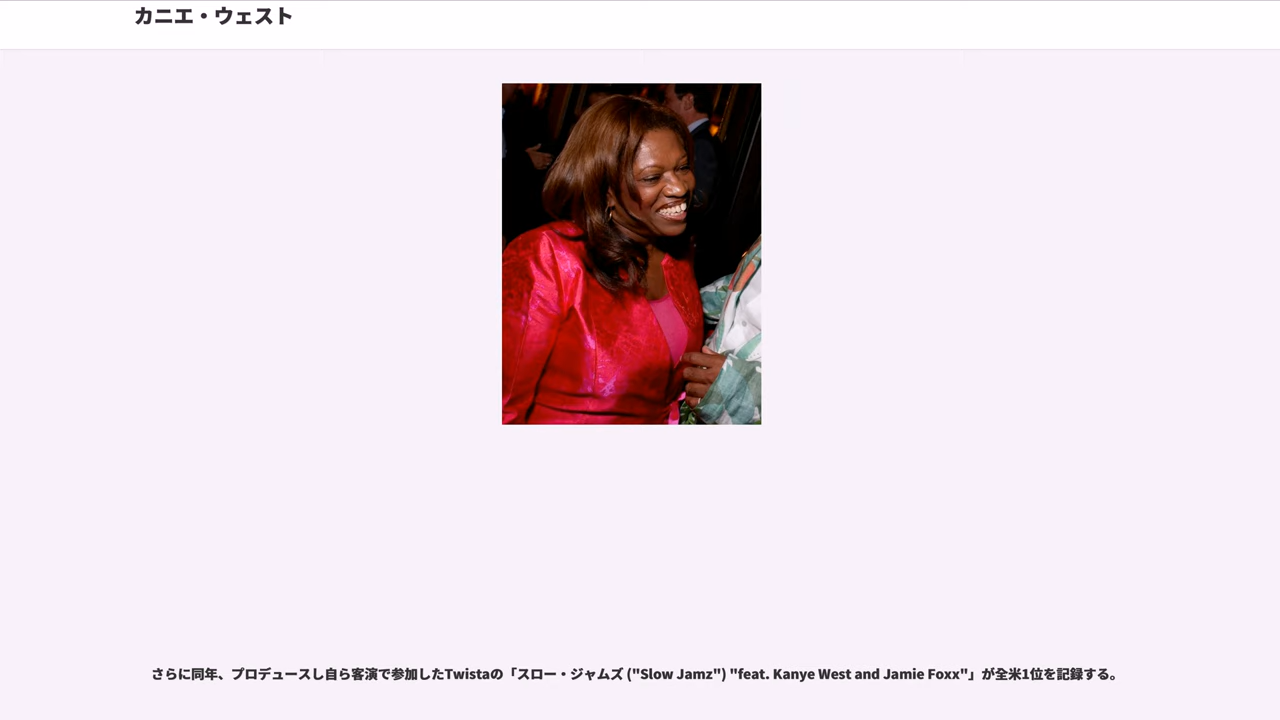 カニエ・ウェスト
さらに同年、プロデュースし自ら客演で参加したTwistaの「スロー・ジャムズ ("Slow Jamz") "feat. Kanye West and Jamie Foxx"」が全米1位を記録する。